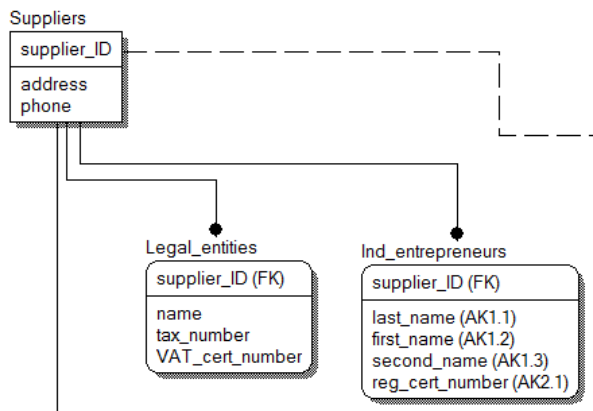 Suppliers
supplier_ID
address
phone
Legal_entities
supplier_ID (FK)
name
tax_number
VAT_cert_number
Ind_entrepreneurs
supplier_ID (FK)
last_name (AK1.1)
first_name (AK1.2)
second_name (AK1.3)
reg_cert_number (AK2.1)